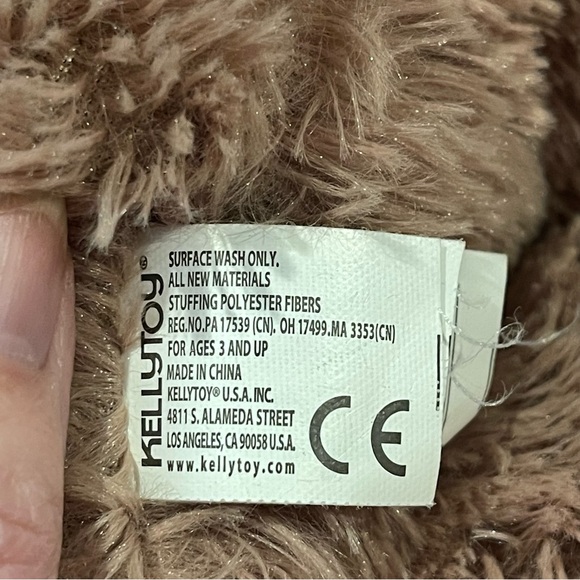 KELLYTOY®
SURFACE WASH ONLY.
ALL NEW MATERIALS
STUFFING POLYESTER FIBERS
REG.NO.PA 17539 (CN), OH 17499.MA 3353(CN)
FOR AGES 3 AND UP
MADE IN CHINA
KELLYTOY® U.S.A. INC.
4811 S. ALAMEDA STREET
LOS ANGELES, CA 90058 U.S.A.
www.kellytoy.com
CE